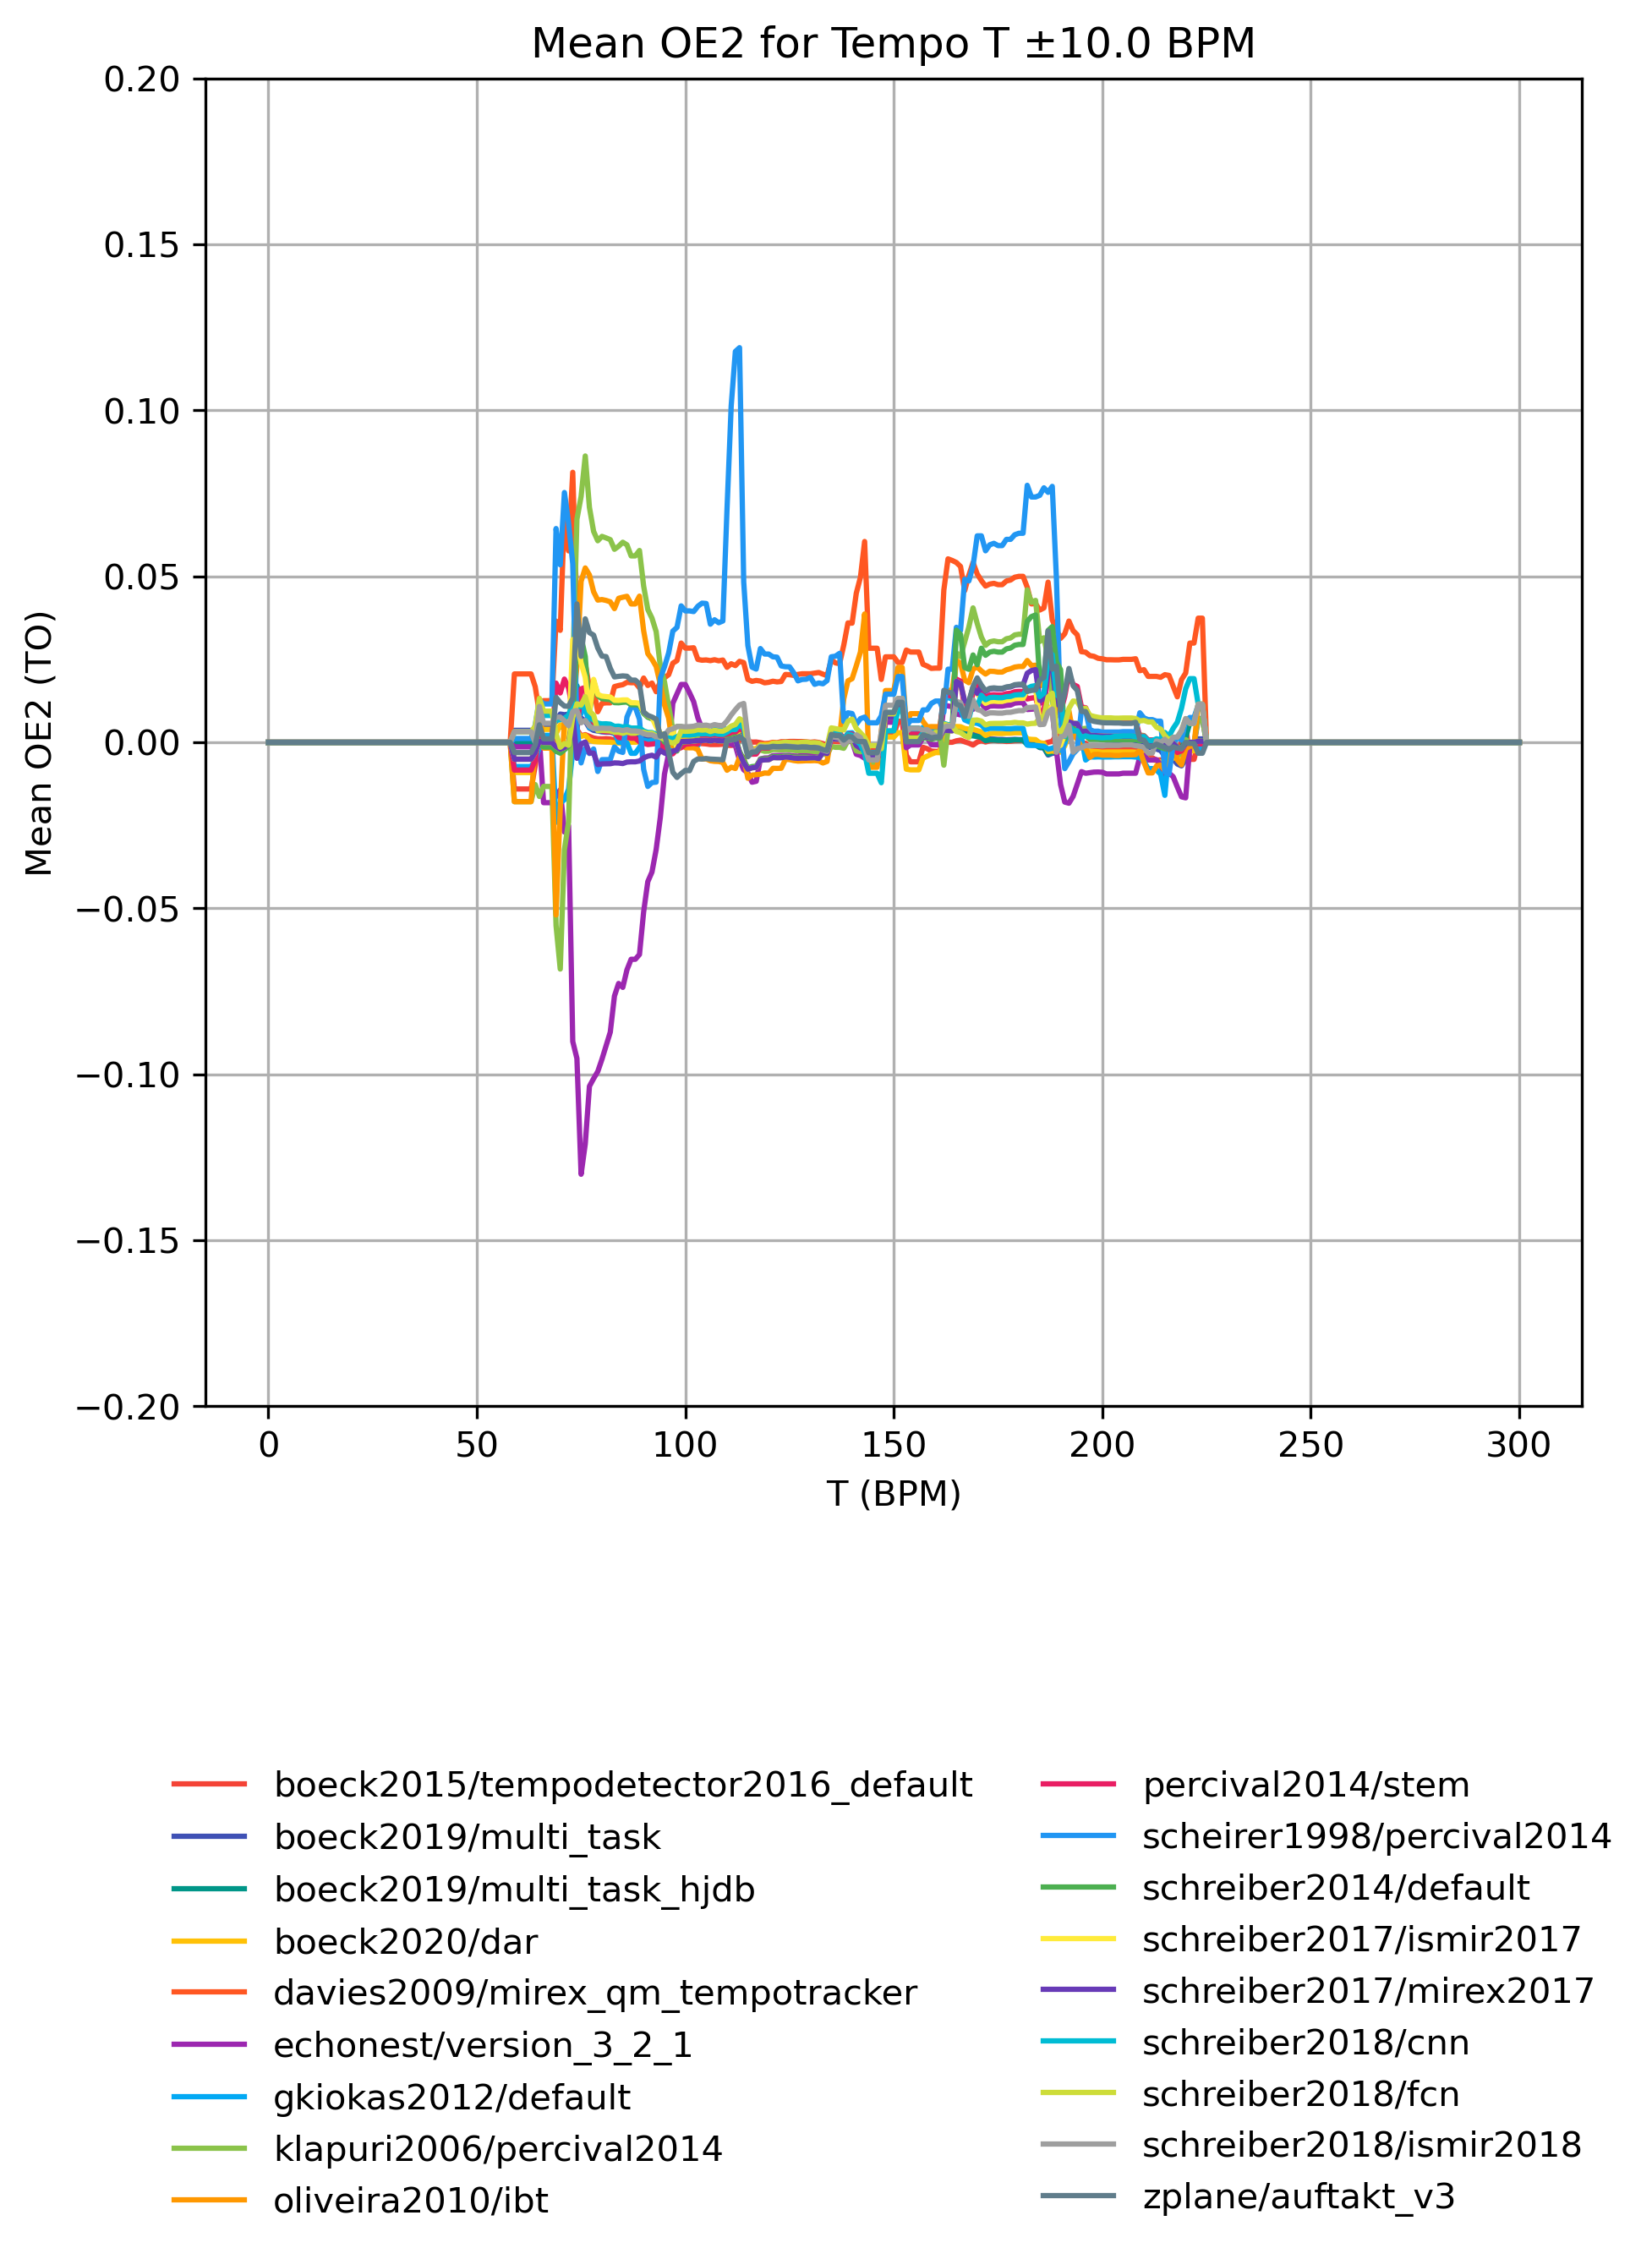 Mean OE2 for Tempo T ±10.0 BPM
0.20
0.15
0.10
0.05
0.00
−0.05
−0.10
−0.15
−0.20
Mean OE2 (TO)
0 50 100 150 200 250 300
T (BPM)
boeck2015/tempodetector2016_default
boeck2019/multi_task
boeck2019/multi_task_hjdb
boeck2020/dar
davies2009/mirex_qm_tempotracker
echonest/version_3_2_1
gkiokas2012/default
klapuri2006/percival2014
oliveira2010/ibt
percival2014/stem
scheirer1998/percival2014
schreiber2014/default
schreiber2017/ismir2017
schreiber2017/mirex2017
schreiber2018/cnn
schreiber2018/fcn
schreiber2018/ismir2018
zplane/auftakt_v3